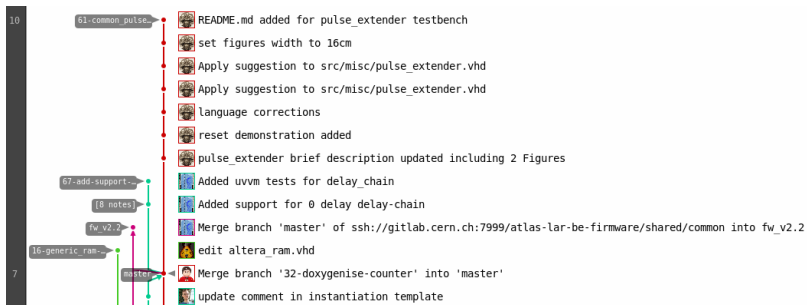 10 61-common_pulse… README.md added for pulse_extender testbench
set figures width to 16cm
Apply suggestion to src/misc/pulse_extender.vhd
Apply suggestion to src/misc/pulse_extender.vhd
language corrections
reset demonstration added
pulse_extender brief description updated including 2 Figures
67-add-support-… Added uvvm tests for delay_chain
[8 notes] Added support for 0 delay delay-chain
fw_v2.2 Merge branch 'master' of ssh://gitlab.cern.ch:7999/atlas-lar-be-firmware/shared/common into fw_v2.2
16-generic_ram-… edit altera_ram.vhd
7 master Merge branch '32-doxygenise-counter' into 'master'
update comment in instantiation template